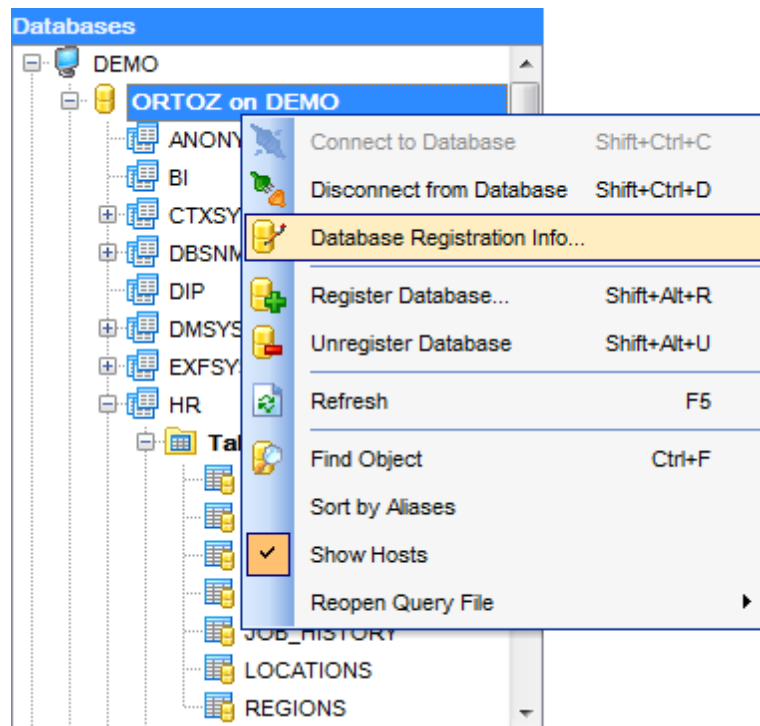 Databases
DEMO
ORTOZ on DEMO
ANONY
BI
CTXSY
DBSNM
DIP
DMSYS
EXFSY
HR
Tal
JOB_HISTORY
LOCATIONS
REGIONS
Connect to Database Shift+Ctrl+C
Disconnect from Database Shift+Ctrl+D
Database Registration Info...
Register Database... Shift+Alt+R
Unregister Database Shift+Alt+U
Refresh F5
Find Object Ctrl+F
Sort by Aliases
Show Hosts
Reopen Query File